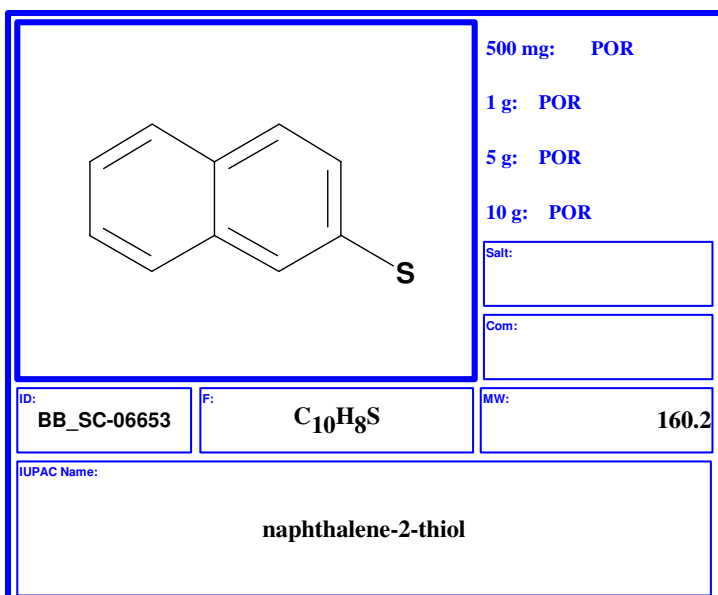 500 mg: POR
1 g: POR
5 g: POR
10 g: POR
S
Salt:
Com:
ID:
BB_SC-06653
F:
C10H8S
MW:
160.2
IUPAC Name:
naphthalene-2-thiol